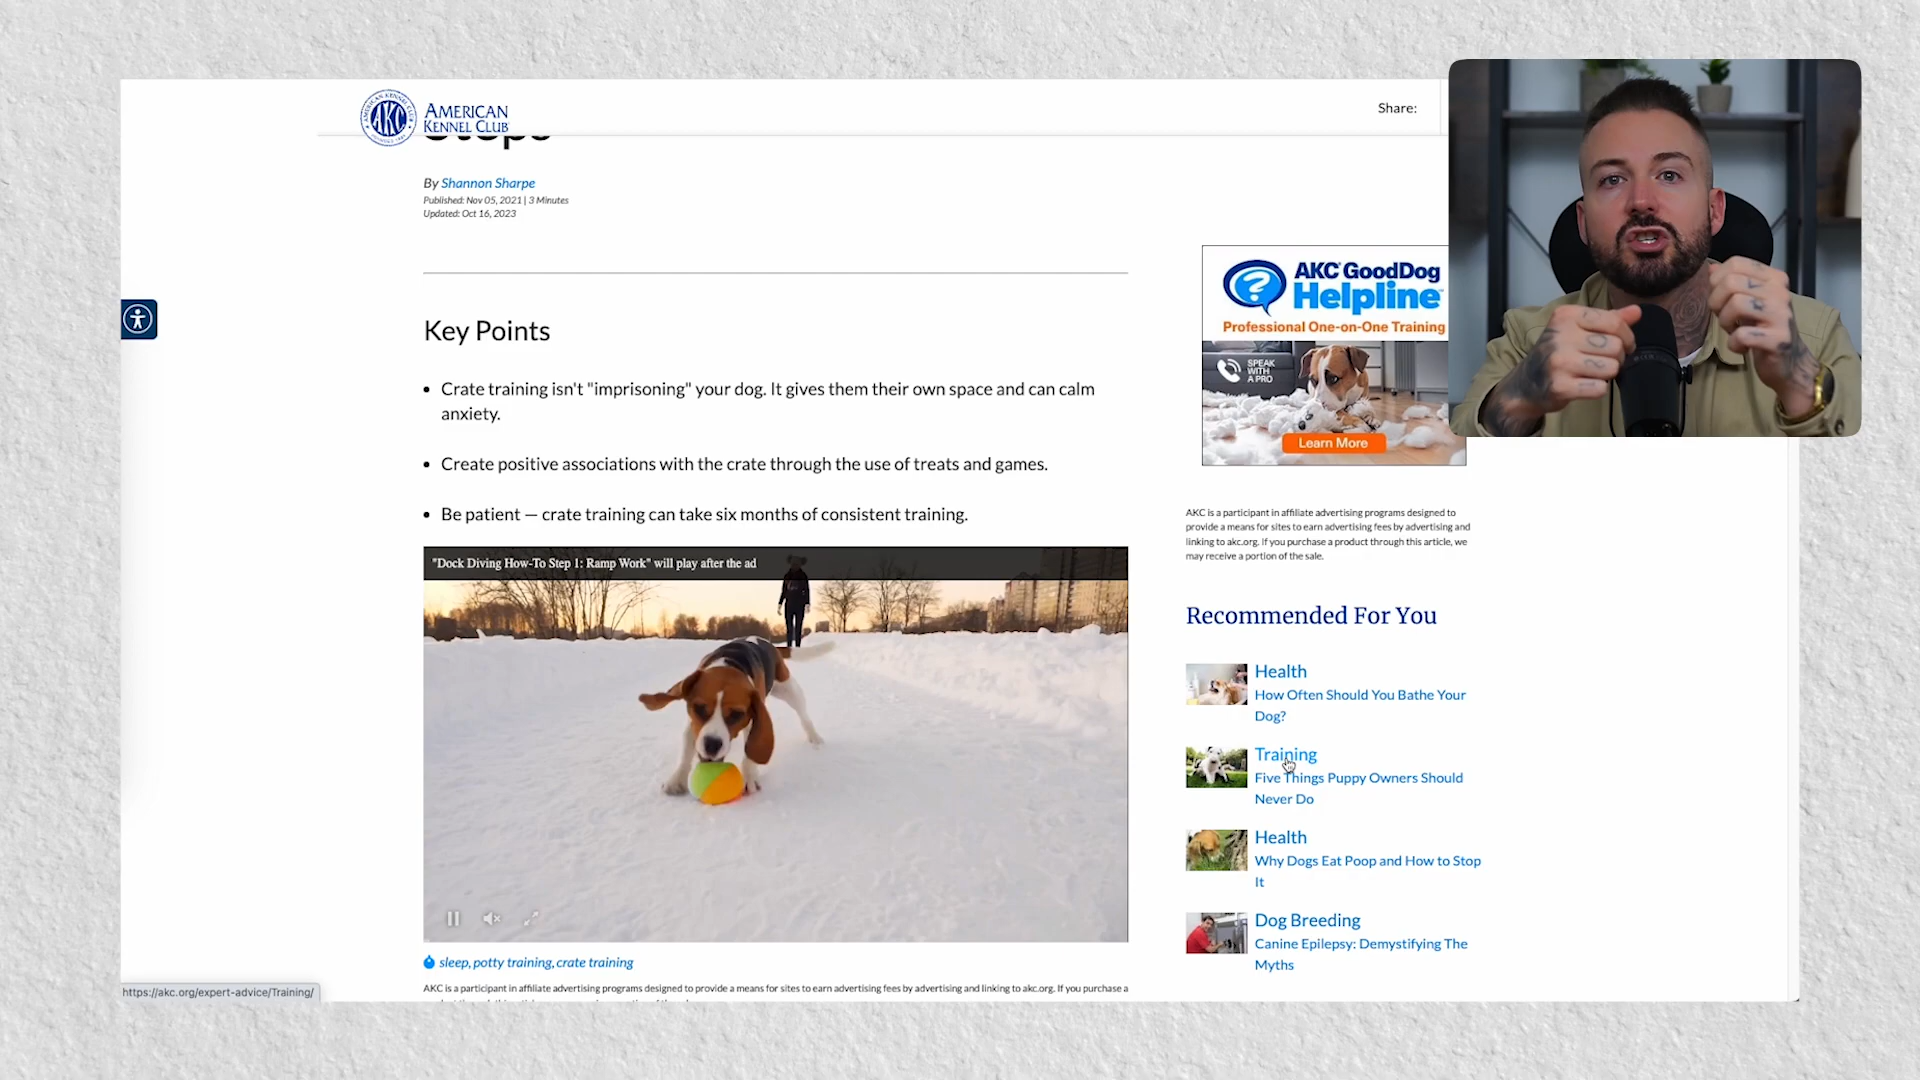 AKC
AMERICAN
KENNEL CLUB
Share:
Steps
By Shannon Sharpe
Published: Nov 05, 2021 | 3 Minutes
Updated: Oct 16, 2023
AKC GoodDog
Helpline
Professional One-on-One Training
SPEAK
WITH
A PRO
Learn More
Key Points
Crate training isn't "imprisoning" your dog. It gives them their own space and can calm
anxiety.
Create positive associations with the crate through the use of treats and games.
Be patient — crate training can take six months of consistent training.
"Dock Diving How-To Step 1: Ramp Work" will play after the ad
sleep, potty training, crate training
AKC is a participant in affiliate advertising programs designed to provide a means for sites to earn advertising fees by advertising and linking to akc.org. If you purchase a
AKC is a participant in affiliate advertising programs designed to
provide a means for sites to earn advertising fees by advertising and
linking to akc.org. If you purchase a product through this article, we
may receive a portion of the sale.
Recommended For You
Health
How Often Should You Bathe Your
Dog?
Training
Five Things Puppy Owners Should
Never Do
Health
Why Dogs Eat Poop and How to Stop
It
Dog Breeding
Canine Epilepsy: Demystifying The
Myths
https://akc.org/expert-advice/Training/